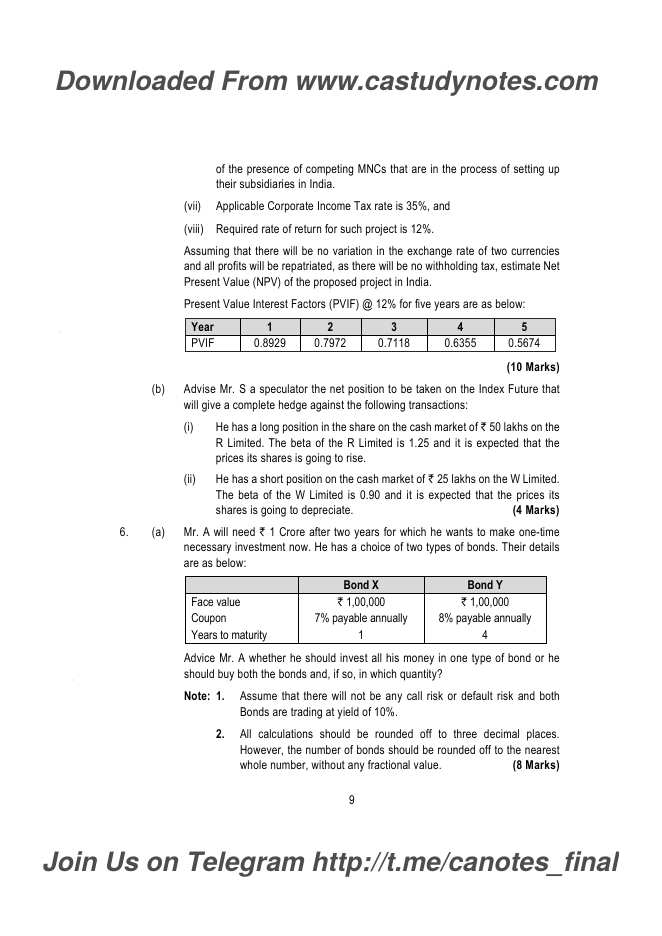 Downloaded From www.castudynotes.com
of the presence of competing MNCs that are in the process of setting up
their subsidiaries in India.
(vii) Applicable Corporate Income Tax rate is 35%, and
(viii) Required rate of return for such project is 12%.
Assuming that there will be no variation in the exchange rate of two currencies
and all profits will be repatriated, as there will be no withholding tax, estimate Net
Present Value (NPV) of the proposed project in India.
Present Value Interest Factors (PVIF) @ 12% for five years are as below:
Year 1 2 3 4 5
PVIF 0.8929 0.7972 0.7118 0.6355 0.5674
(10 Marks)
(b) Advise Mr. S a speculator the net position to be taken on the Index Future that
will give a complete hedge against the following transactions:
(i) He has a long position in the share on the cash market of ₹ 50 lakhs on the
R Limited. The beta of the R Limited is 1.25 and it is expected that the
prices its shares is going to rise.
(ii) He has a short position on the cash market of ₹ 25 lakhs on the W Limited.
The beta of the W Limited is 0.90 and it is expected that the prices its
shares is going to depreciate. (4 Marks)
6. (a) Mr. A will need ₹ 1 Crore after two years for which he wants to make one-time
necessary investment now. He has a choice of two types of bonds. Their details
are as below:
Bond X Bond Y
Face value ₹ 1,00,000 ₹ 1,00,000
Coupon 7% payable annually 8% payable annually
Years to maturity 1 4
Advice Mr. A whether he should invest all his money in one type of bond or he
should buy both the bonds and, if so, in which quantity?
Note: 1. Assume that there will not be any call risk or default risk and both
Bonds are trading at yield of 10%.
2. All calculations should be rounded off to three decimal places.
However, the number of bonds should be rounded off to the nearest
whole number, without any fractional value. (8 Marks)
9
Join Us on Telegram http://t.me/canotes_final